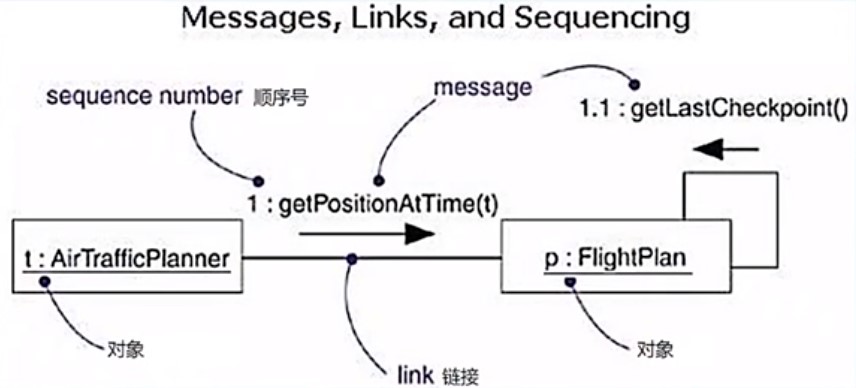 Messages, Links, and Sequencing
sequence number 顺序号
message
1.1 : getLastCheckpoint()
1 : getPositionAtTime(t)
t : AirTrafficPlanner
p : FlightPlan
对象
link 链接
对象